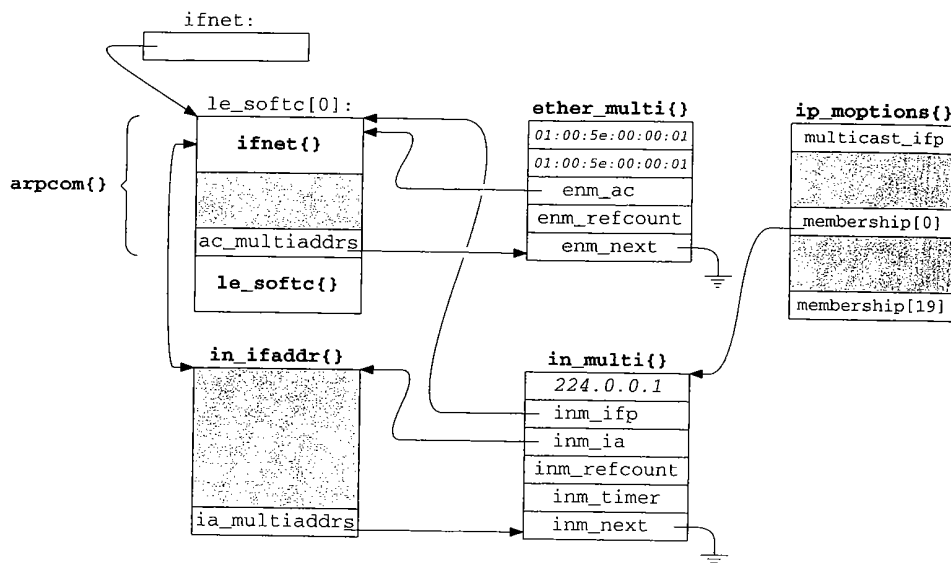 ifnet:
le_softc[0]:
arpcom{}
ifnet{}
ac_multiaddrs
le_softc{}
ether_multi{}
01:00:5e:00:00:01
01:00:5e:00:00:01
enm_ac
enm_refcount
enm_next
ip_moptions{}
multicast_ifp
membership[0]
membership[19]
in_ifaddr{}
ia_multiaddrs
in_multi{}
224.0.0.1
inm_ifp
inm_ia
inm_refcount
inm_timer
inm_next